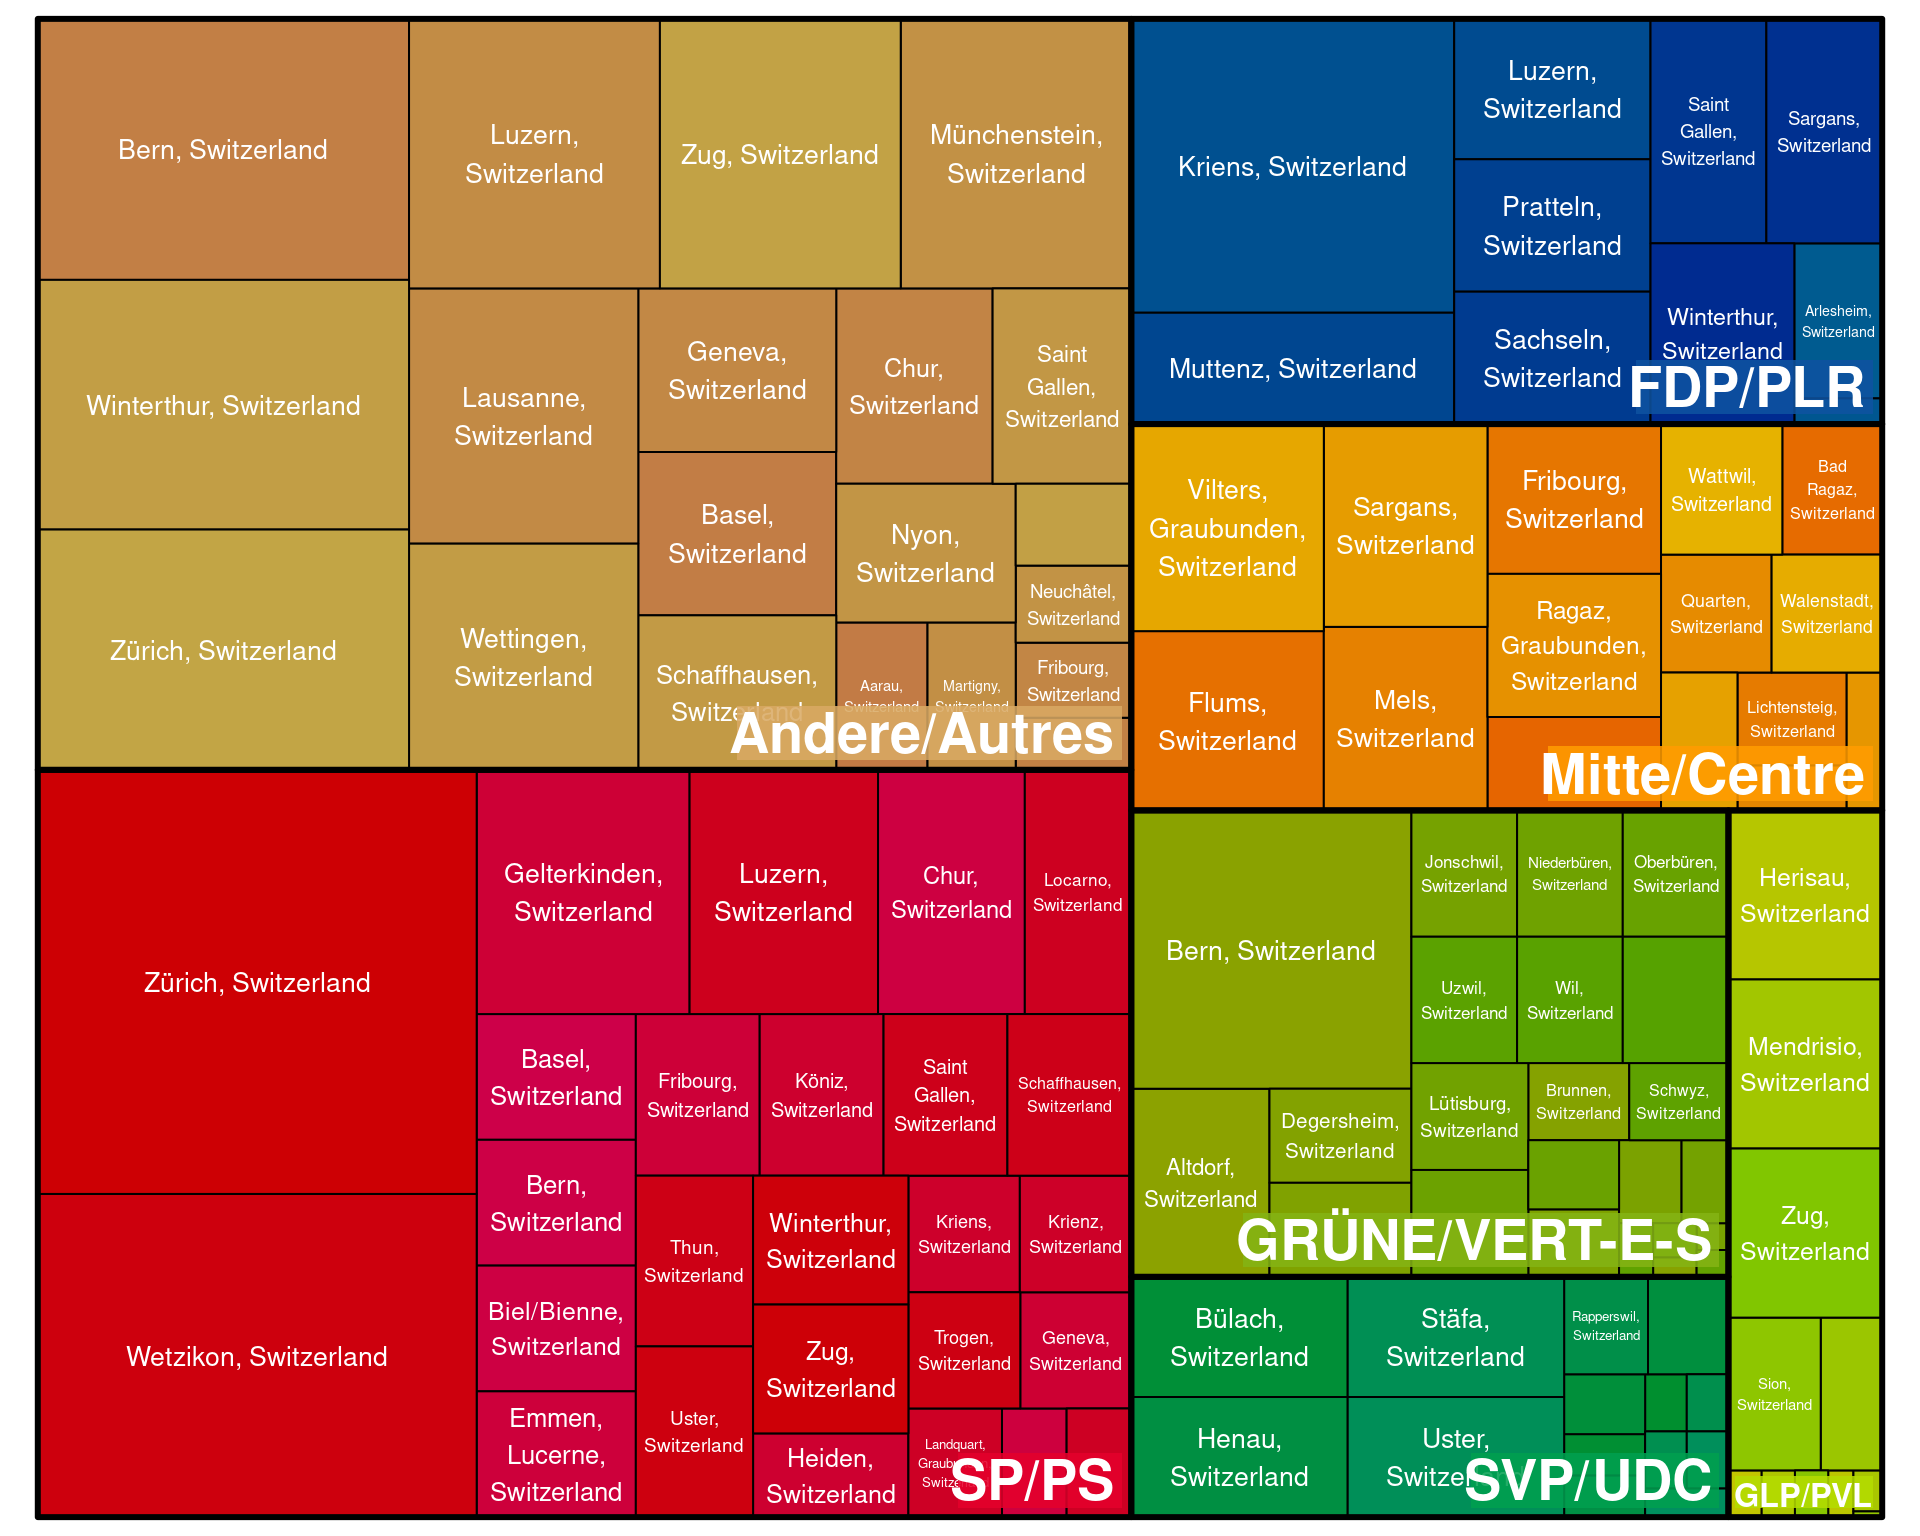 Bern, Switzerland
Luzern,
Switzerland
Zug, Switzerland
Münchenstein,
Switzerland
Winterthur, Switzerland
Zürich, Switzerland
Lausanne,
Switzerland
Wettingen,
Switzerland
Geneva,
Switzerland
Basel,
Switzerland
Schaffhausen,
Switzerland
Chur,
Switzerland
Saint
Gallen,
Switzerland
Nyon,
Switzerland
Neuchâtel,
Switzerland
Fribourg,
Switzerland
Aarau,
Switzerland
Martigny,
Switzerland
Andere/Autres
Kriens, Switzerland
Muttenz, Switzerland
Luzern,
Switzerland
Pratteln,
Switzerland
Sachseln,
Switzerland
Saint
Gallen,
Switzerland
Sargans,
Switzerland
Winterthur,
Switzerland
Arlesheim,
Switzerland
FDP/PLR
Vilters,
Graubunden,
Switzerland
Flums,
Switzerland
Sargans,
Switzerland
Mels,
Switzerland
Fribourg,
Switzerland
Ragaz,
Graubunden,
Switzerland
Wattwil,
Switzerland
Bad
Ragaz,
Switzerland
Quarten,
Switzerland
Walenstadt,
Switzerland
Lichtensteig,
Switzerland
Mitte/Centre
Zürich, Switzerland
Wetzikon, Switzerland
Gelterkinden,
Switzerland
Luzern,
Switzerland
Chur,
Switzerland
Locarno,
Switzerland
Basel,
Switzerland
Bern,
Switzerland
Biel/Bienne,
Switzerland
Emmen,
Lucerne,
Switzerland
Fribourg,
Switzerland
Köniz,
Switzerland
Saint
Gallen,
Switzerland
Schaffhausen,
Switzerland
Thun,
Switzerland
Uster,
Switzerland
Winterthur,
Switzerland
Zug,
Switzerland
Heiden,
Switzerland
Kriens,
Switzerland
Krienz,
Switzerland
Trogen,
Switzerland
Geneva,
Switzerland
Landquart,
SP/PS
Bern, Switzerland
Altdorf,
Switzerland
Degersheim,
Switzerland
Jonschwil,
Switzerland
Niederbüren,
Switzerland
Oberbüren,
Switzerland
Uzwil,
Switzerland
Wil,
Switzerland
Lütisburg,
Switzerland
Brunnen,
Switzerland
Schwyz,
Switzerland
GRÜNE/VERT-E-S
Bülach,
Switzerland
Henau,
Switzerland
Stäfa,
Switzerland
Uster,
Switzerland
Rapperswil,
Switzerland
SVP/UDC
Herisau,
Switzerland
Mendrisio,
Switzerland
Zug,
Switzerland
Sion,
Switzerland
GLP/PVL